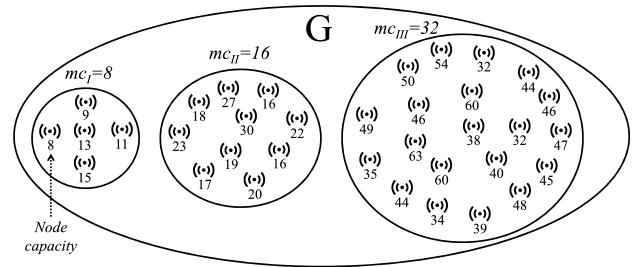 G
mc_I=8
9
8 13 11
15
Node
capacity
mc_II=16
27 16
18
30 22
23
19 16
17
20
mc_III=32
54 32
50 44
60 46
46
49
38 32 47
63
35 60 40 45
44 48
34 39